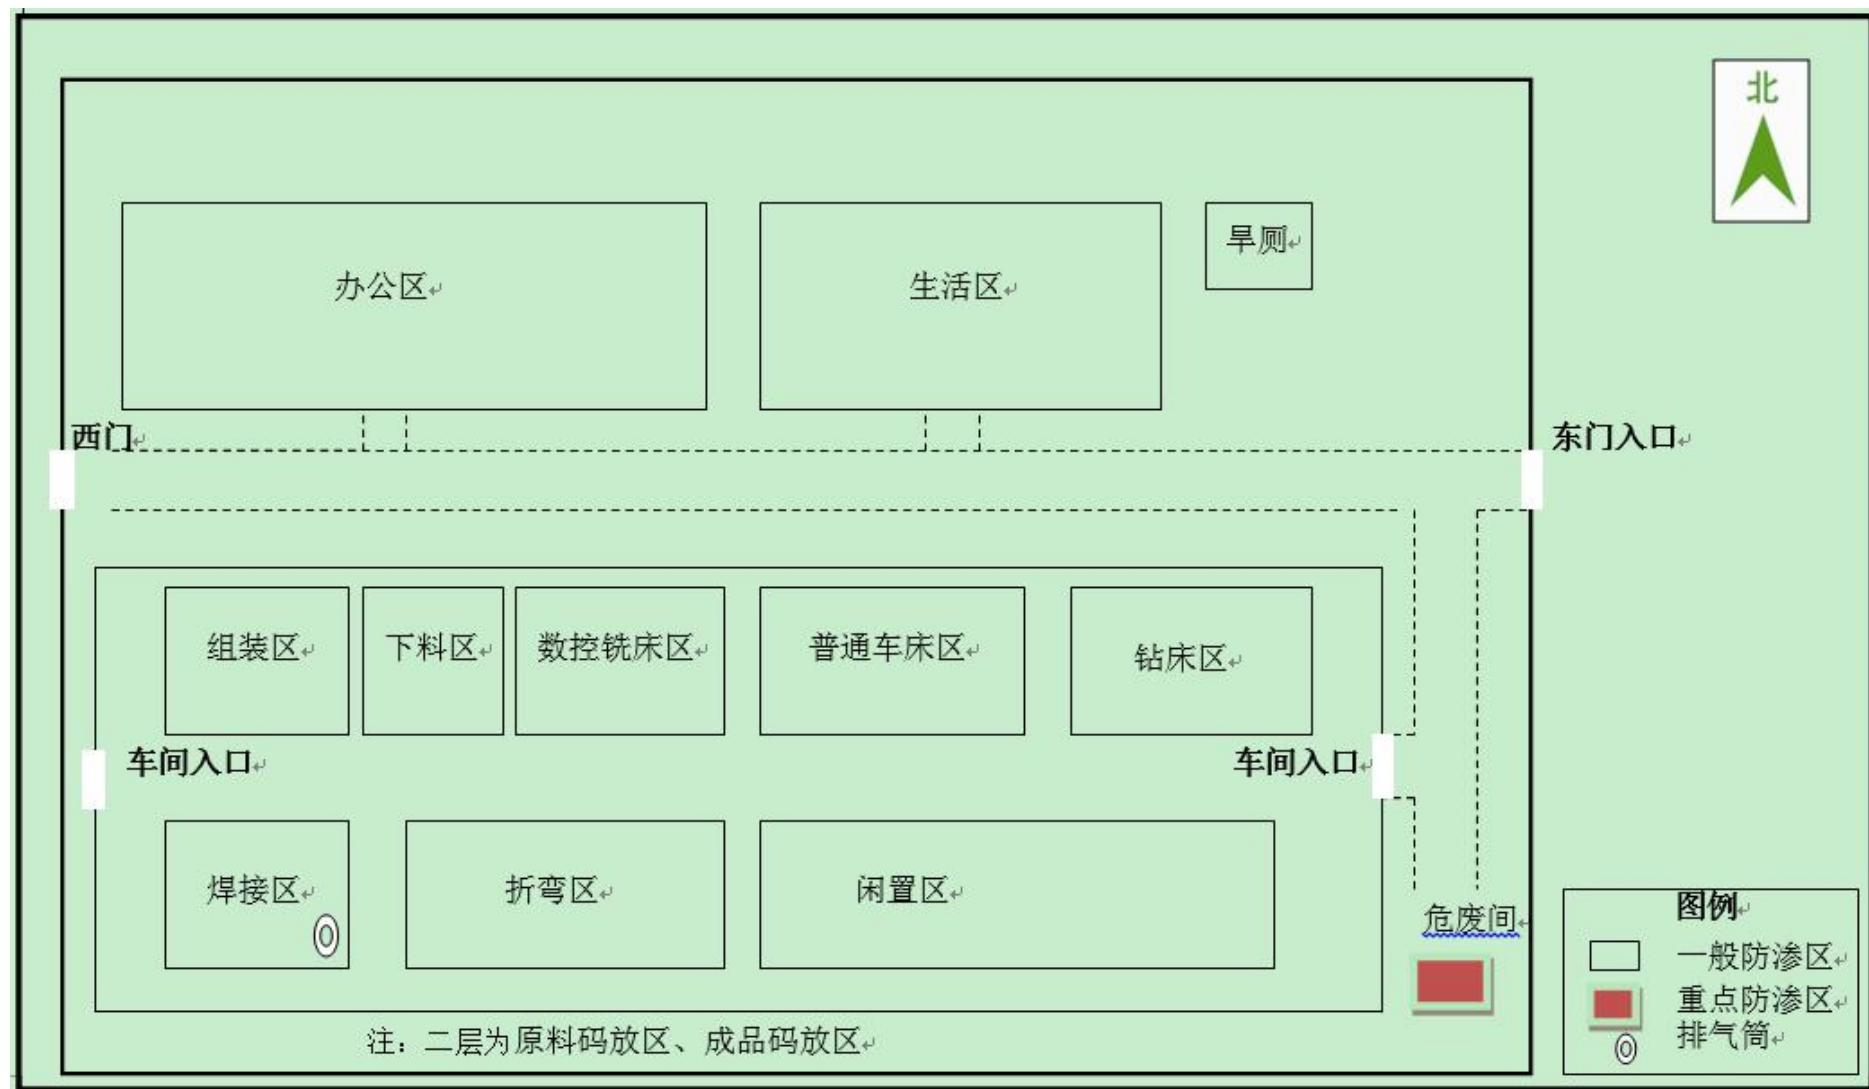 北
旱厕
办公区
生活区
西门
东门入口
组装区
下料区
数控铣床区
普通车床区
钻床区
车间入口
车间入口
焊接区
折弯区
闲置区
危废间
图例
一般防渗区
重点防渗区
排气筒
注：二层为原料码放区、成品码放区